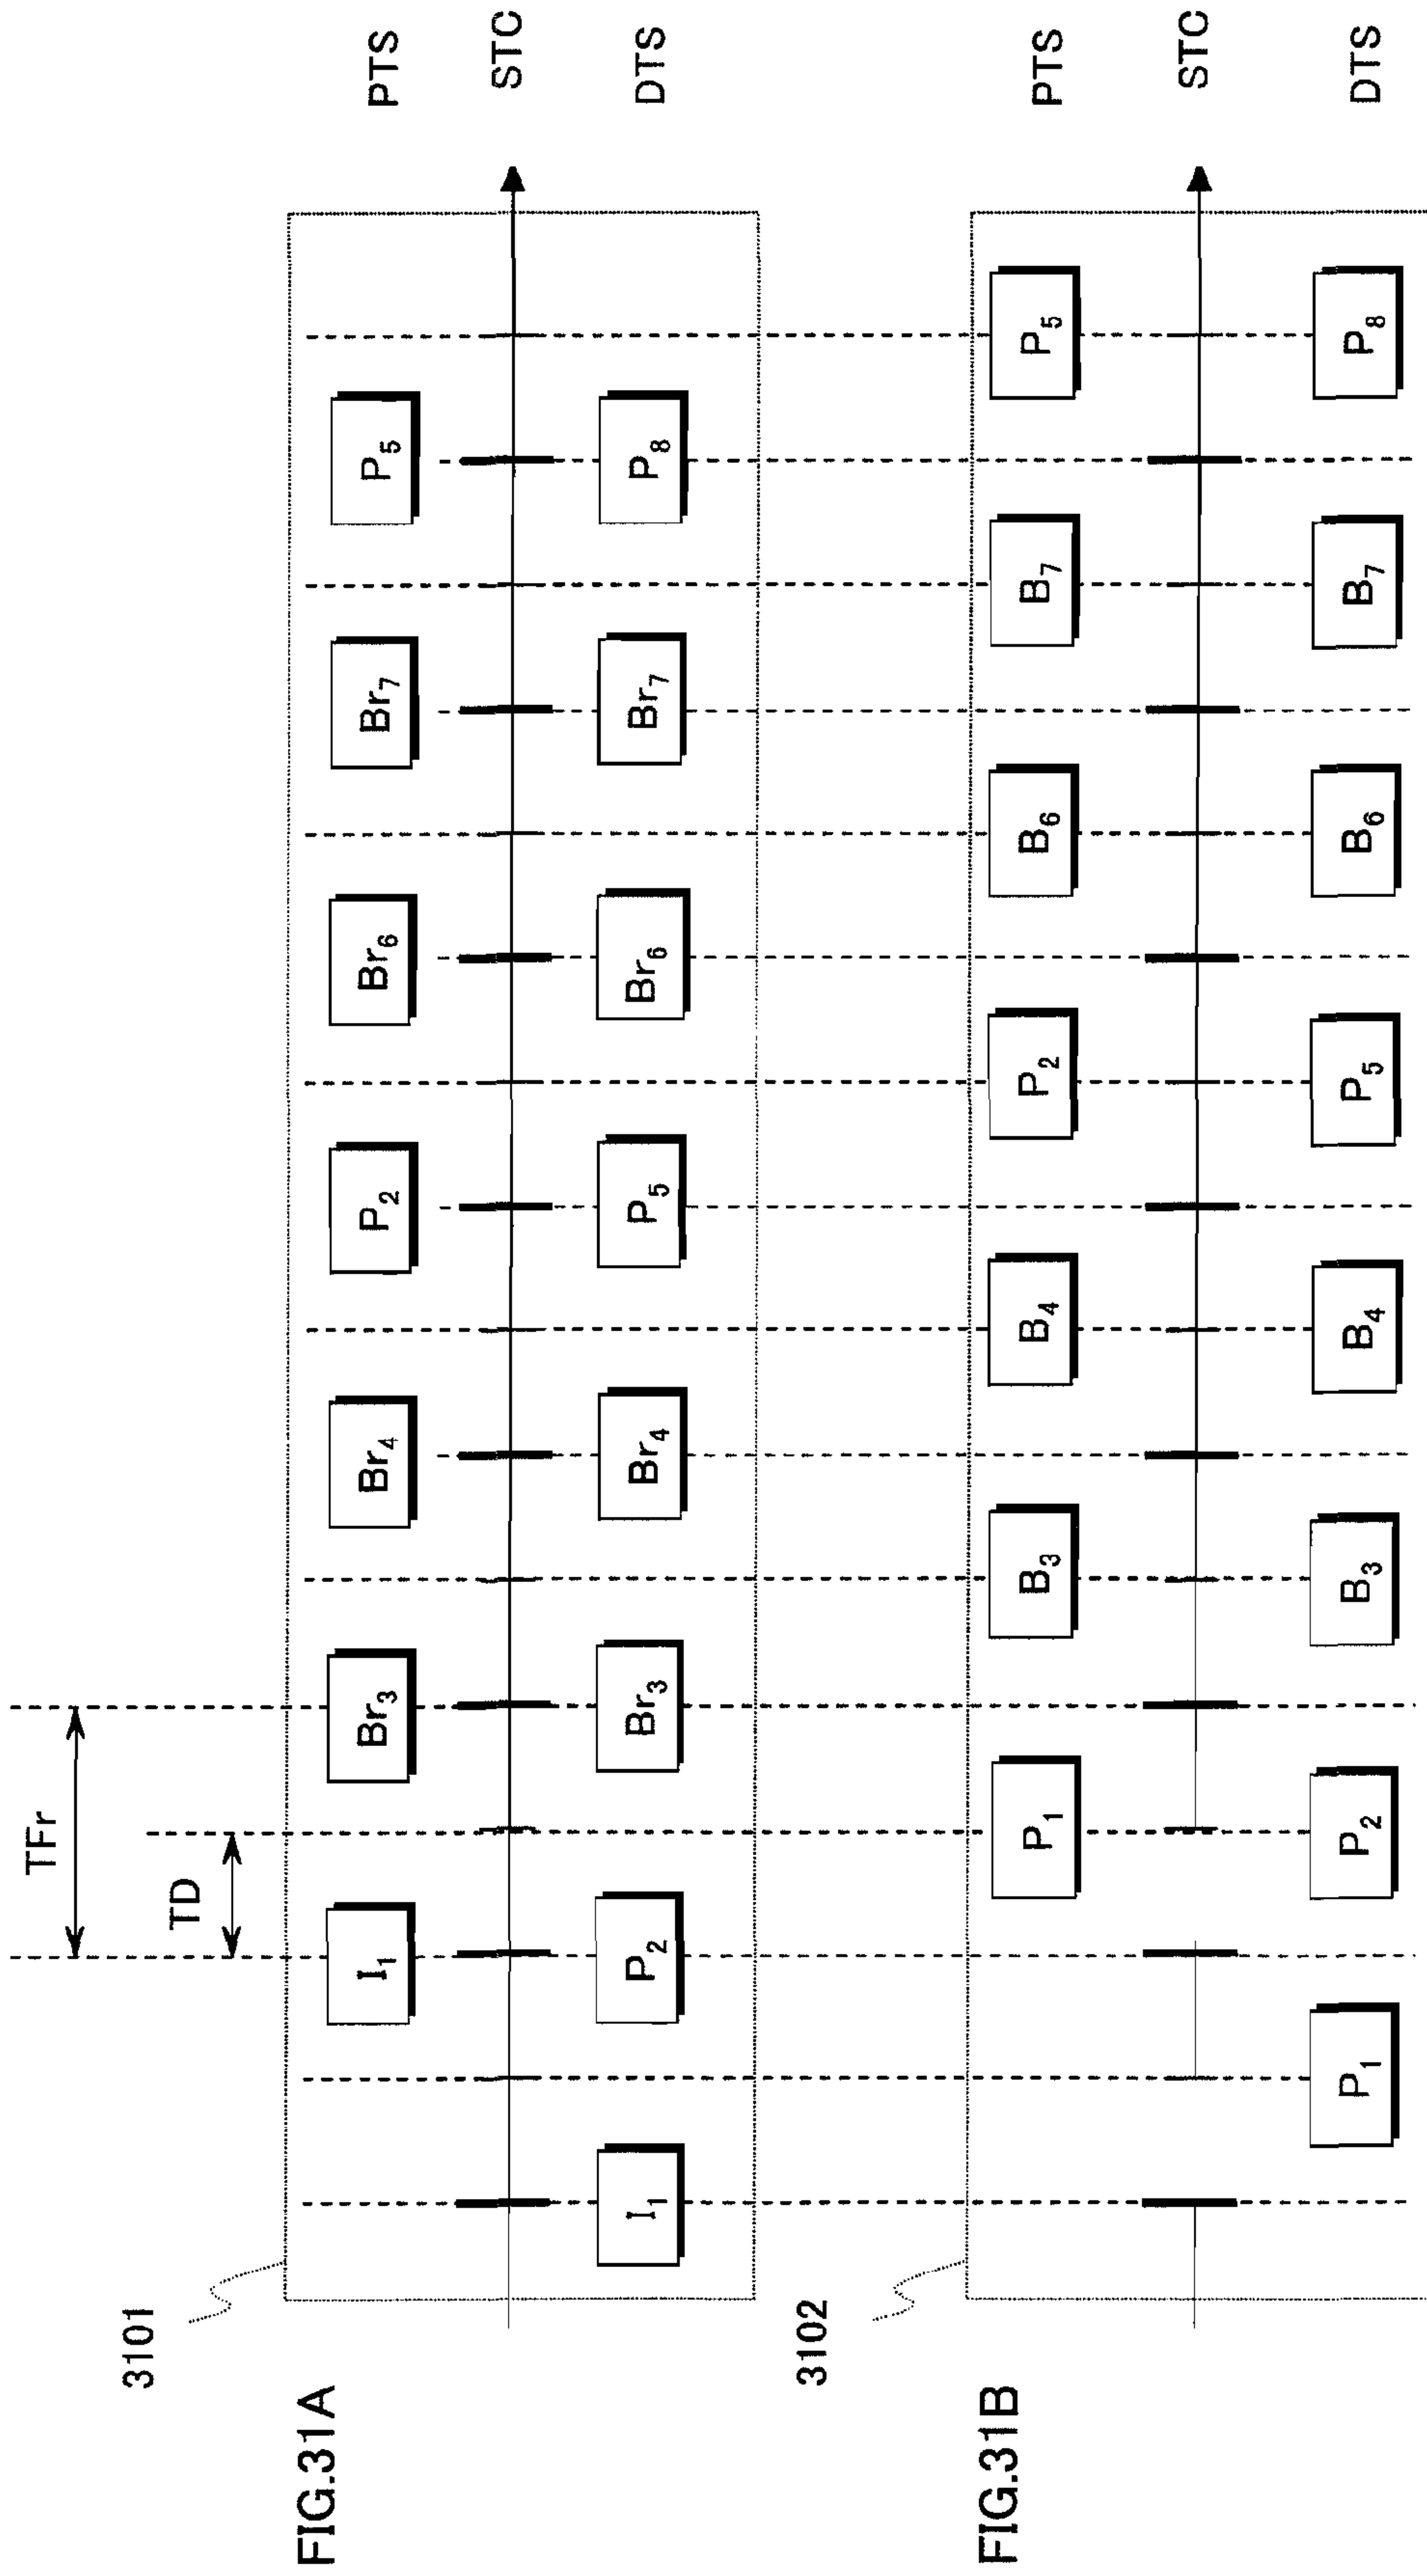 TFr
TD
3101
FIG.31A
I₁ Br₃ Br₄ P₂ Br₆ Br₇ P₅ PTS
STC
I₁ P₂ Br₃ Br₄ P₅ Br₆ Br₇ P₈ DTS
3102
FIG.31B
P₁ B₃ B₄ P₂ B₆ B₇ P₅ PTS
STC
P₁ P₂ B₃ B₄ P₅ B₆ B₇ P₈ DTS